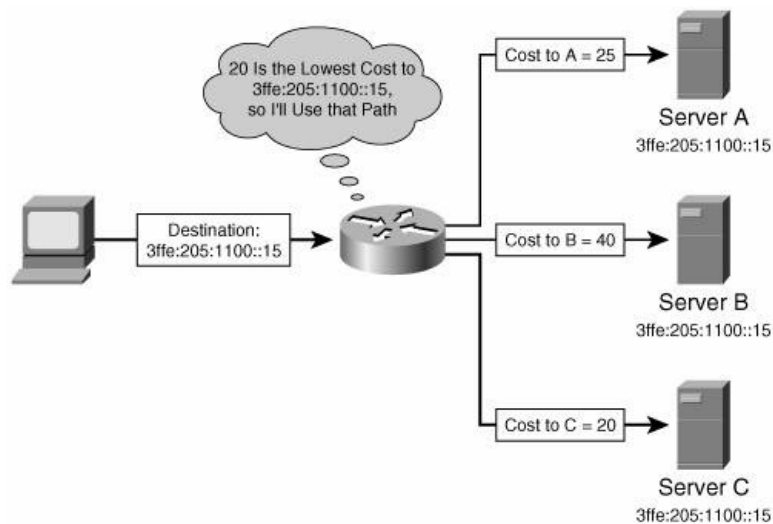 20 Is the Lowest Cost to
3ffe:205:1100::15,
so I'll Use that Path
Cost to A = 25
Server A
3ffe:205:1100::15
Destination:
3ffe:205:1100::15
Cost to B = 40
Server B
3ffe:205:1100::15
Cost to C = 20
Server C
3ffe:205:1100::15